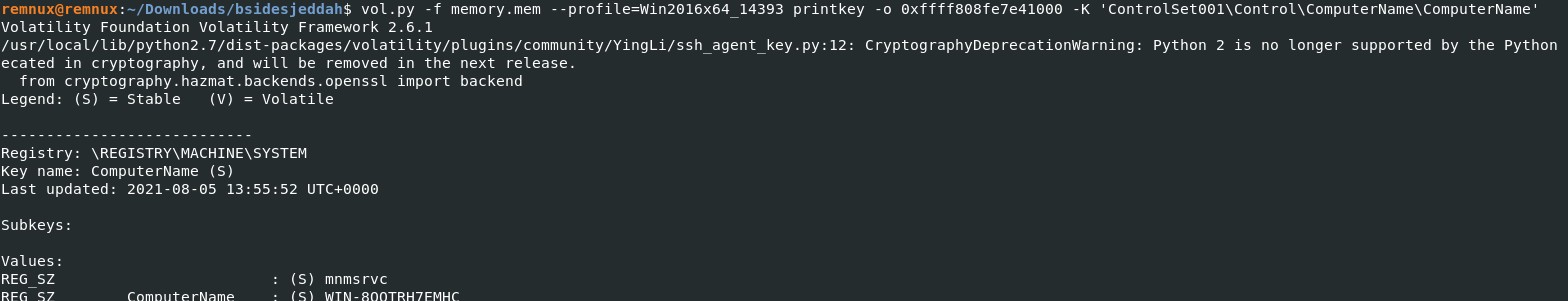 remnux@remnux:~/Downloads/bsidesjeddah$ vol.py -f memory.mem --profile=Win2016x64_14393 printkey -o 0xffff808fe7e41000 -K 'ControlSet001\Control\ComputerName\ComputerName'
Volatility Foundation Volatility Framework 2.6.1
/usr/local/lib/python2.7/dist-packages/volatility/plugins/community/YingLi/ssh_agent_key.py:12: CryptographyDeprecationWarning: Python 2 is no longer supported by the Python
ecated in cryptography, and will be removed in the next release.
  from cryptography.hazmat.backends.openssl import backend
Legend: (S) = Stable   (V) = Volatile

----------------------------
Registry: \REGISTRY\MACHINE\SYSTEM
Key name: ComputerName (S)
Last updated: 2021-08-05 13:55:52 UTC+0000

Subkeys:

Values:
REG_SZ                        : (S) mnmsrvc
REG_SZ        ComputerName    : (S)